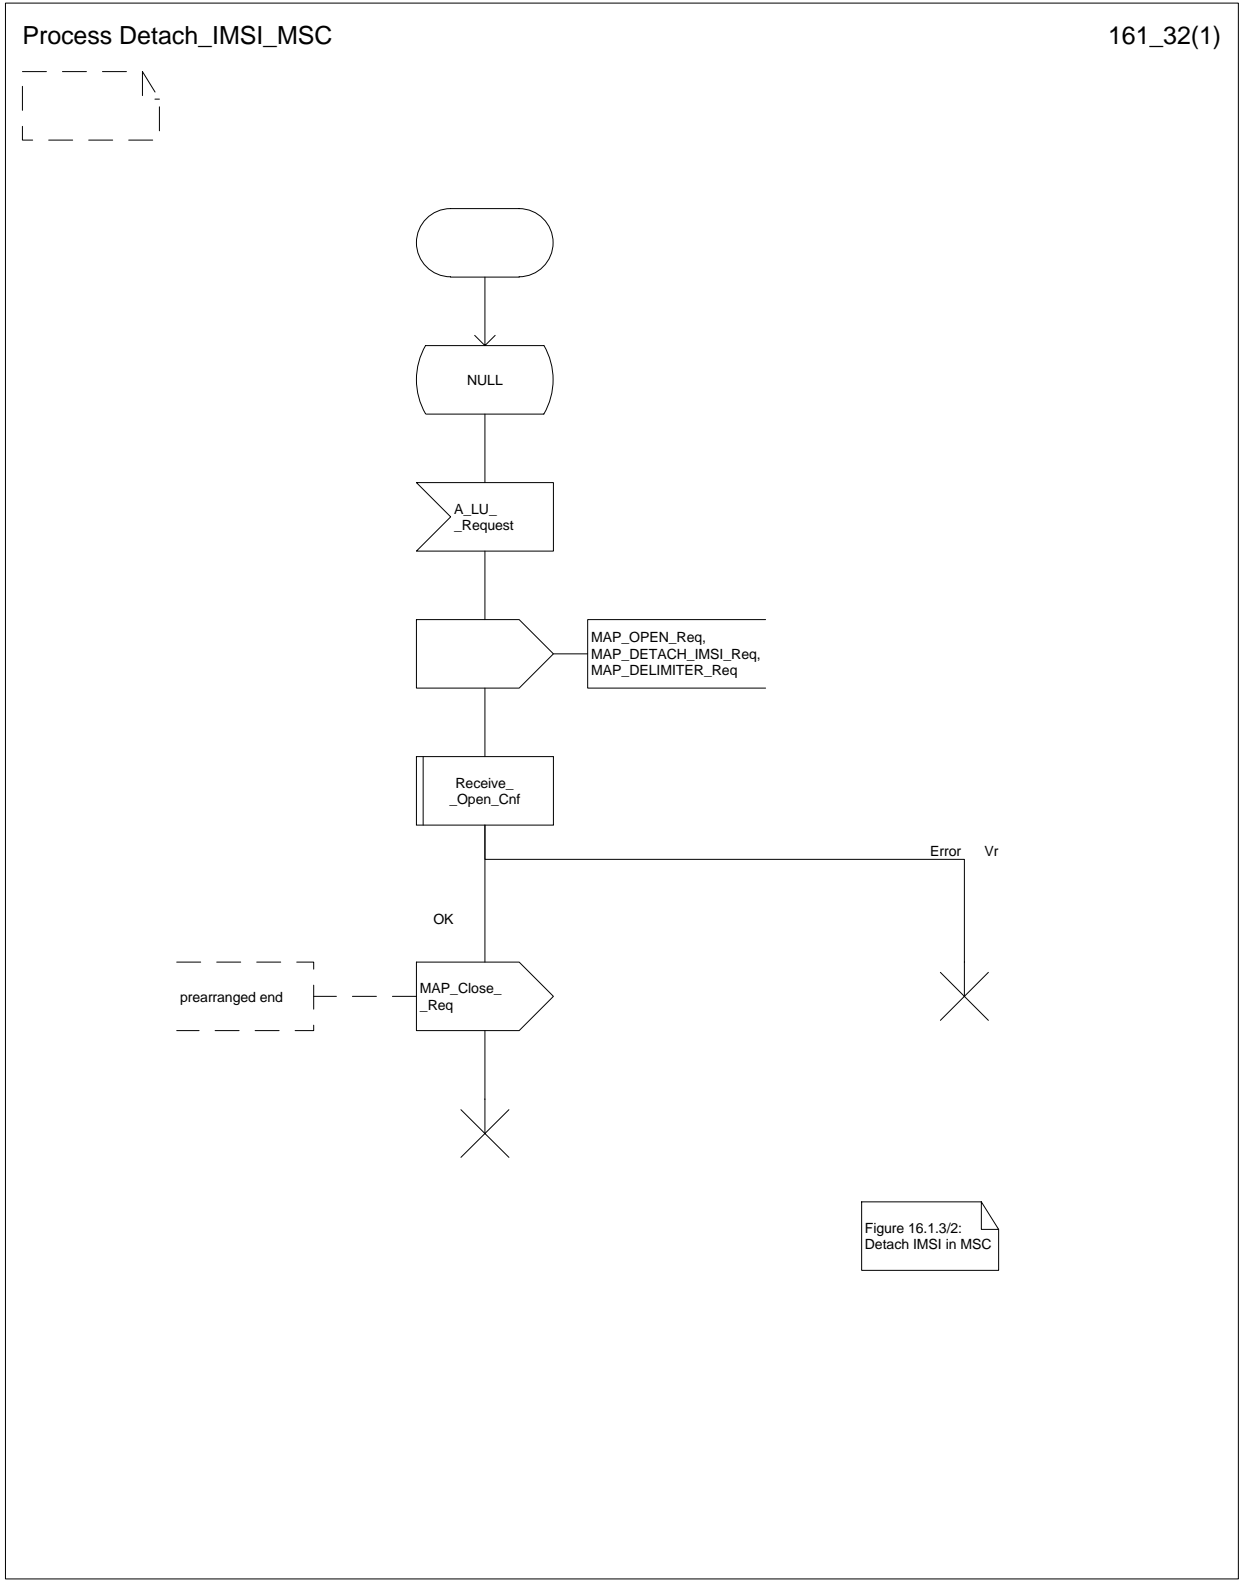 Process Detach_IMSI_MSC
161_32(1)
NULL
A_LU_
_Request
MAP_OPEN_Req,
MAP_DETACH_IMSI_Req,
MAP_DELIMITER_Req
Receive_
_Open_Cnf
Error Vr
OK
prearranged end
MAP_Close_
_Req
Figure 16.1.3/2:
Detach IMSI in MSC